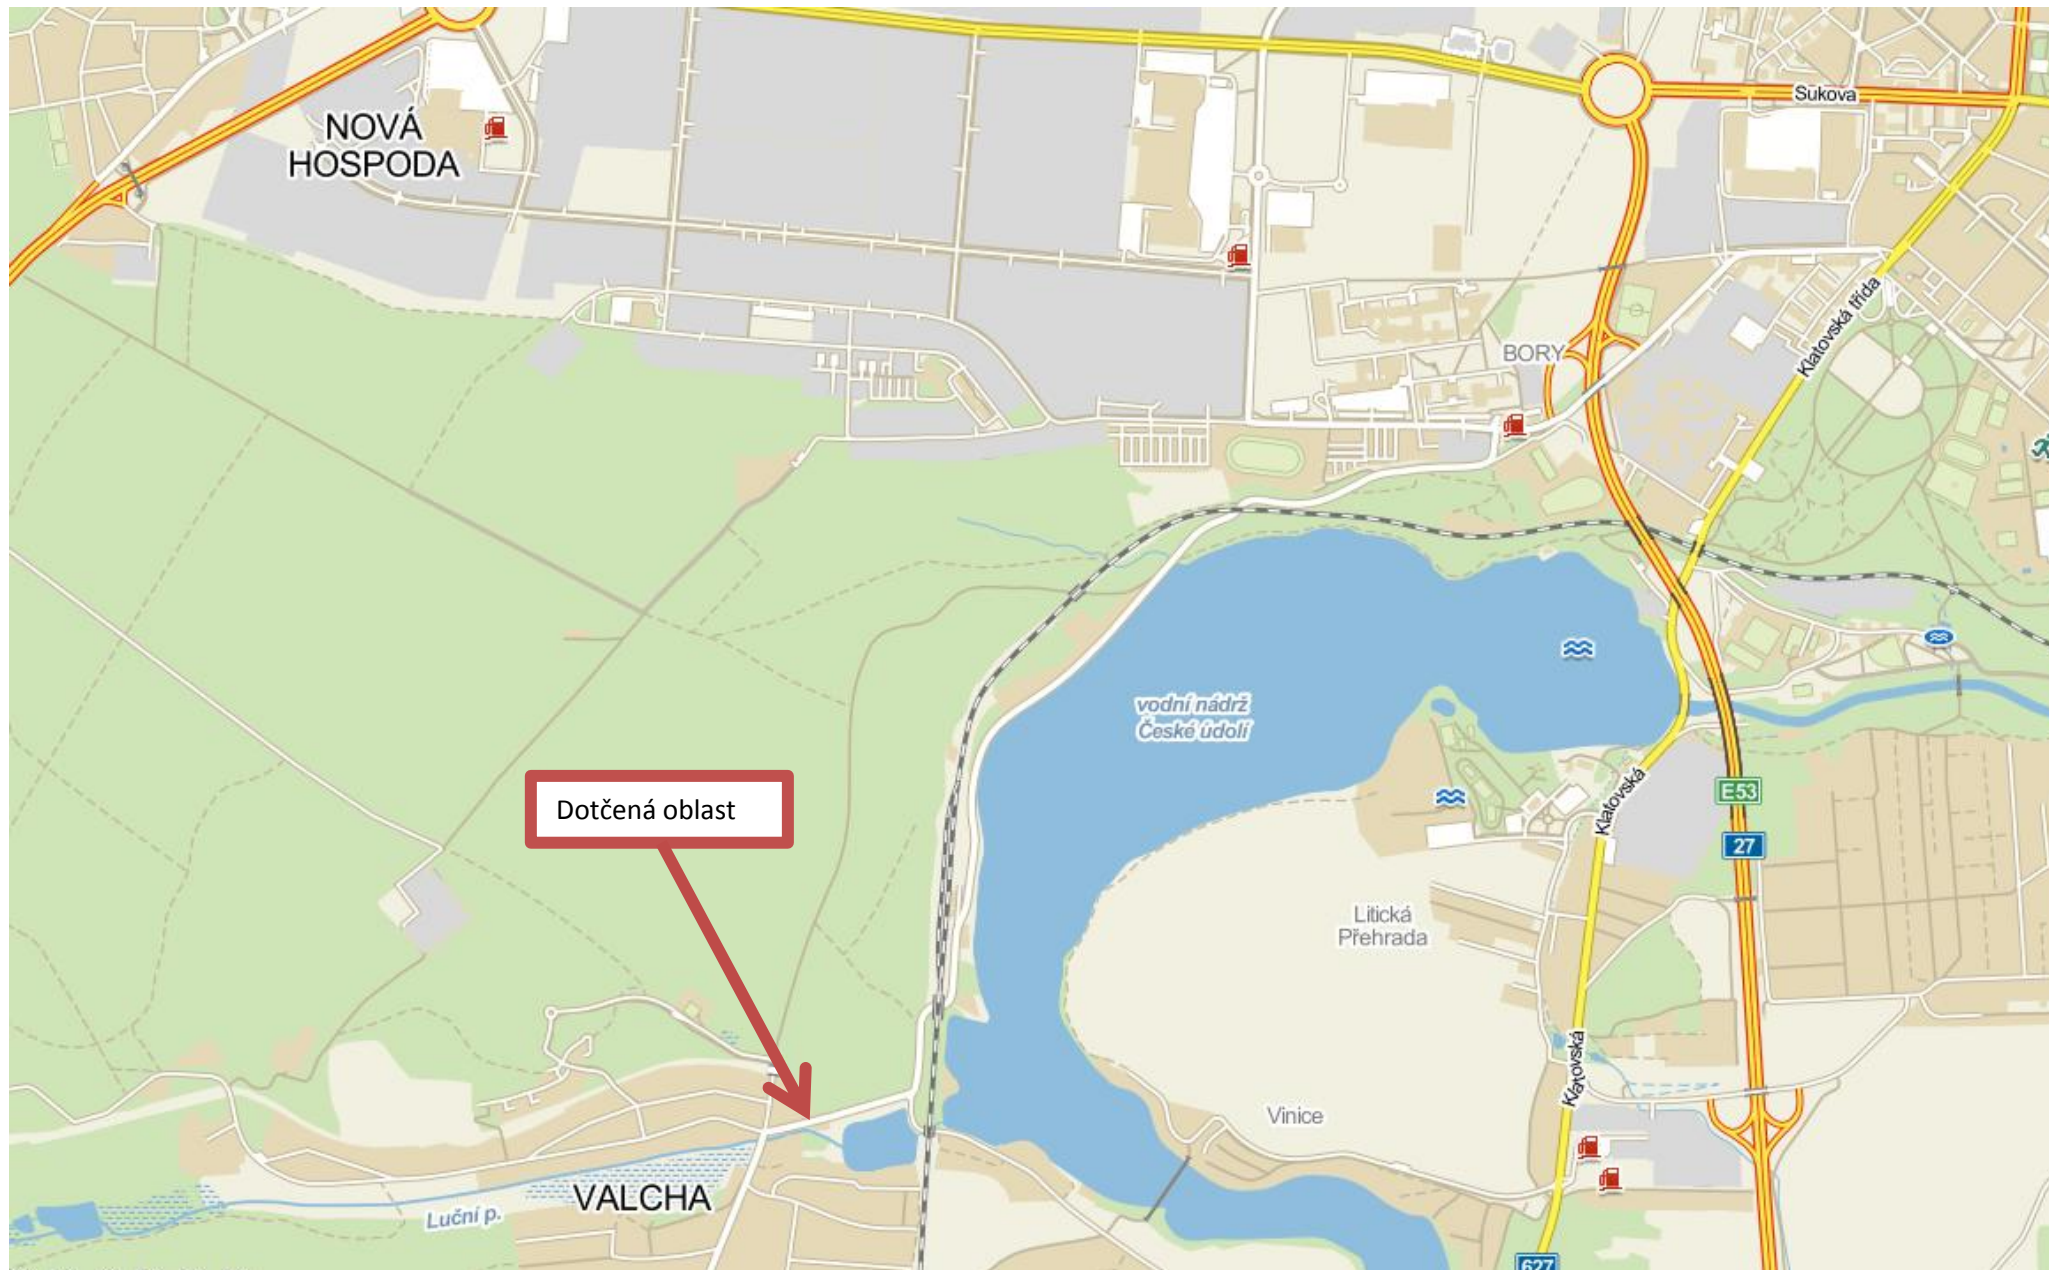 Sukova
NOVÁ
HOSPODA
Klatovská třída
BORY
vodní nádrž
České údolí
Dotčená oblast
E53
Klatovská
27
Litická
Přehrada
Klatovská
Vinice
VALCHA
Luční p.
627